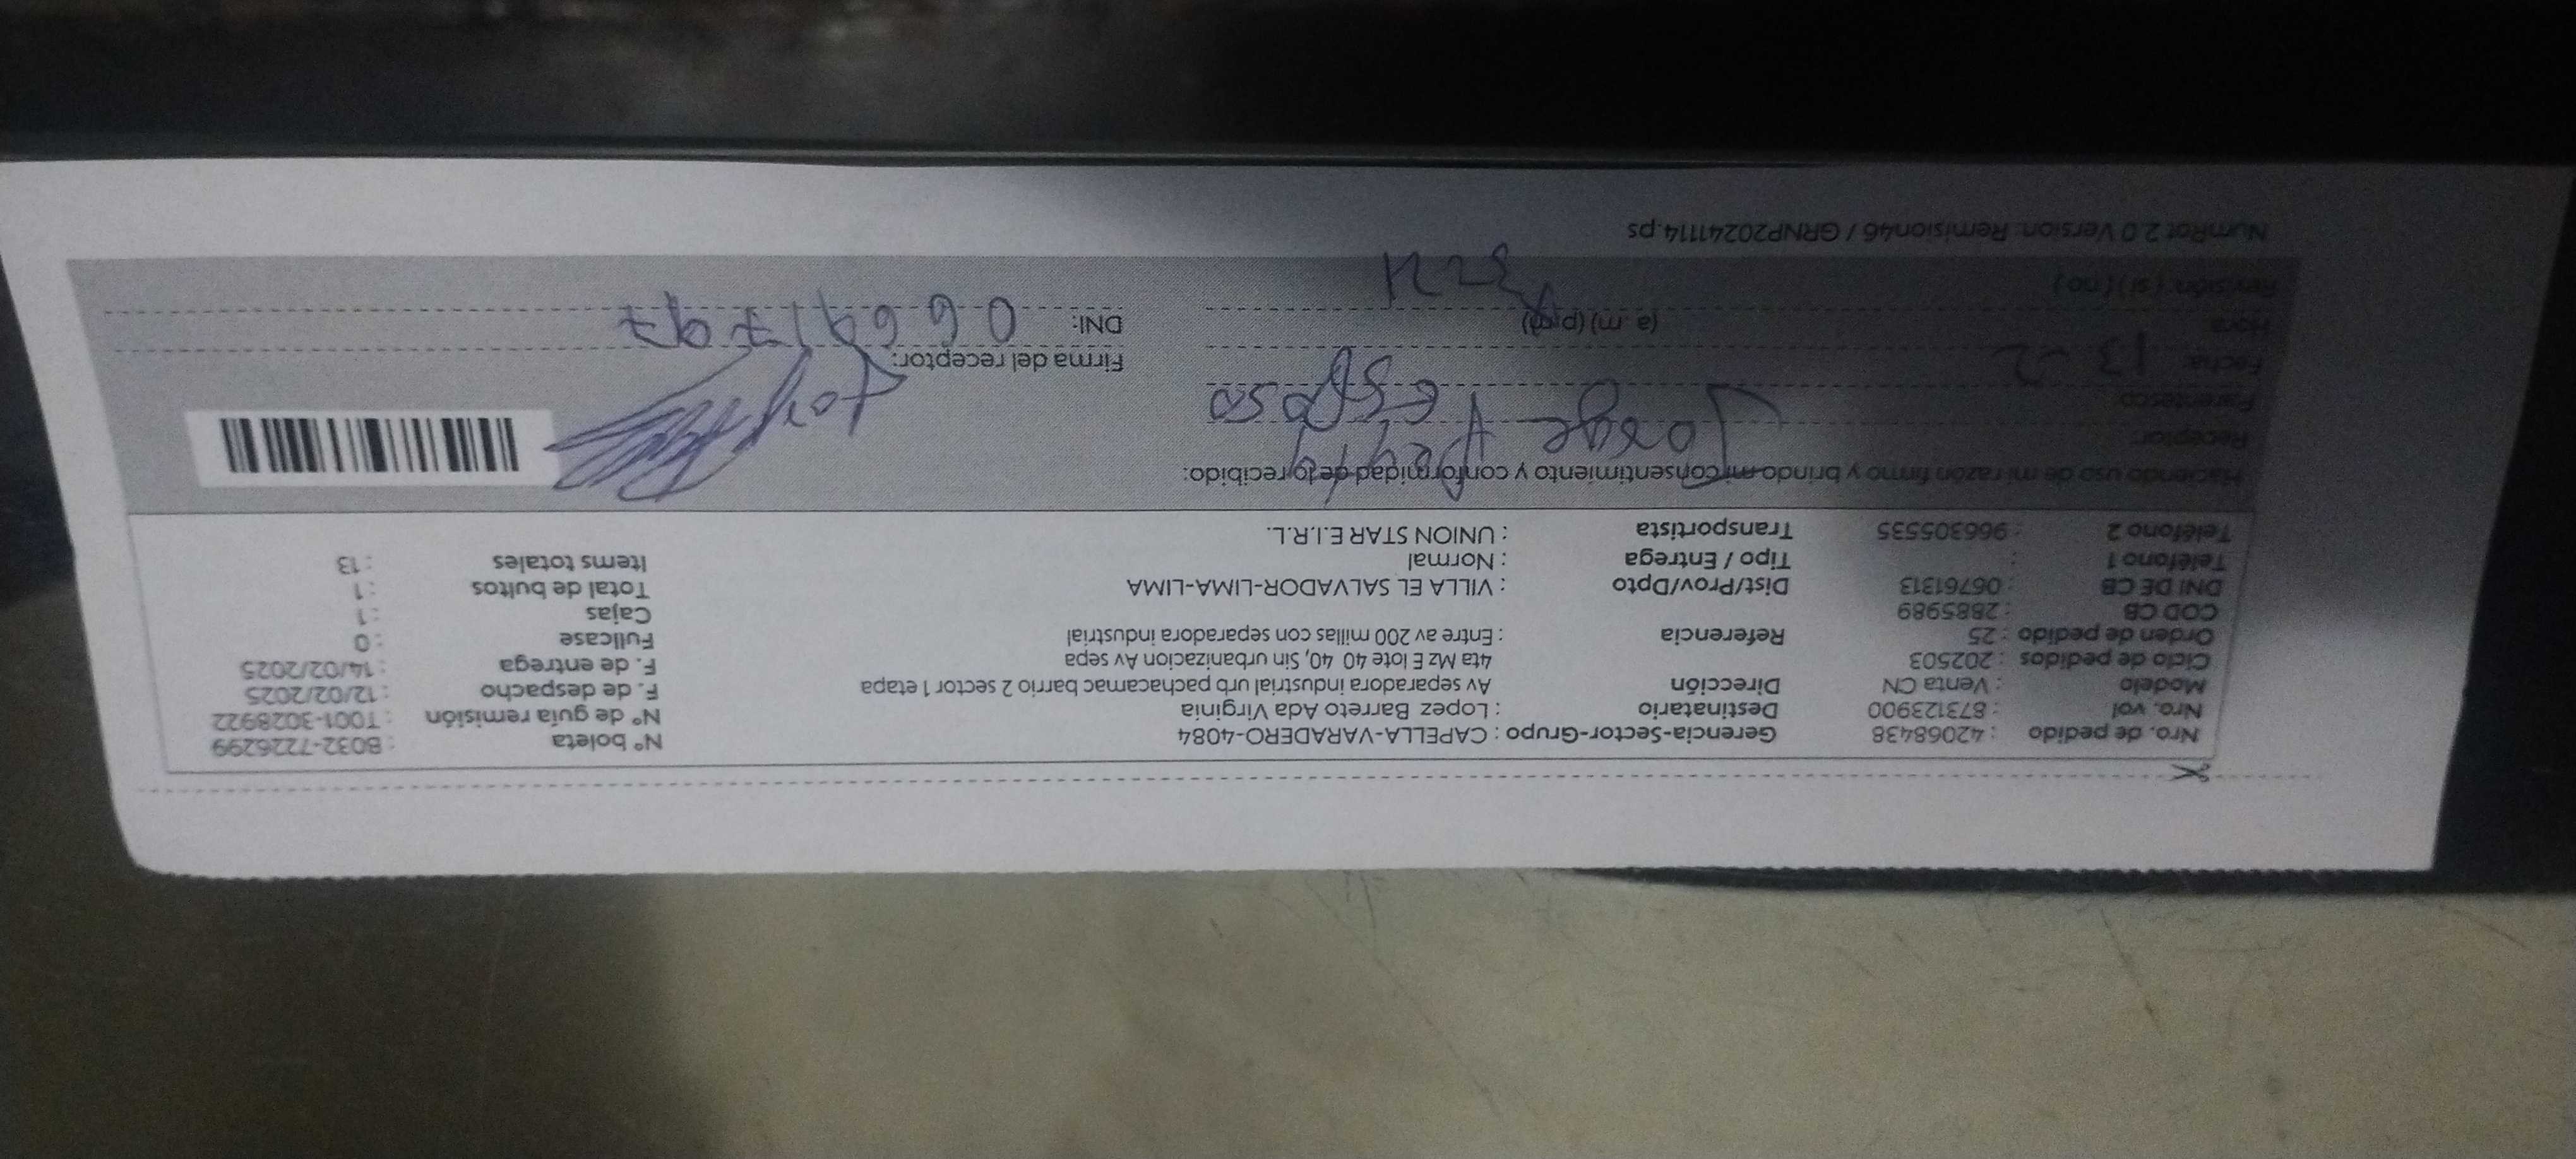 Nro. de pedido : 42068438 Gerencia-Sector-Grupo : CAPELLA-VARADERO-4084 N° boleta : B032-7226299
Nro. vol : 873123900 Destinatario : Lopez Barreto Ada Virginia N° de guía remisión : T001-3028922
Modelo : Venta CN Dirección Av separadora industrial urb pachacamac barrio 2 sector 1 etapa F. de despacho : 12/02/2025
Ciclo de pedidos : 202503 4ta Mz E lote 40 40, Sin urbanizacion Av sepa F. de entrega : 14/02/2025
Orden de pedido : 25 Referencia : Entre av 200 millas con separadora industrial Fullcase : 0
COD CB : 2885989 Cajas : 1
DNI DE CB : 06761313 Dist/Prov/Dpto : VILLA EL SALVADOR-LIMA-LIMA Total de bultos : 1
Teléfono 1 : Tipo / Entrega : Normal Items totales : 13
Teléfono 2 : 966305535 Transportista : UNION STAR E.I.R.L.
Haciendo uso de mi razón firmo y brindo mi consentimiento y conformidad de lo recibido:
Receptor: Jorge
Parentesco: esposo
Fecha: 13 02 Firma del receptor:
Hora: (a. m) (p. m) DNI:
Revisión: (si) (no)
NumRot 2.0 Version: Remision46 / GRNP20241114.ps